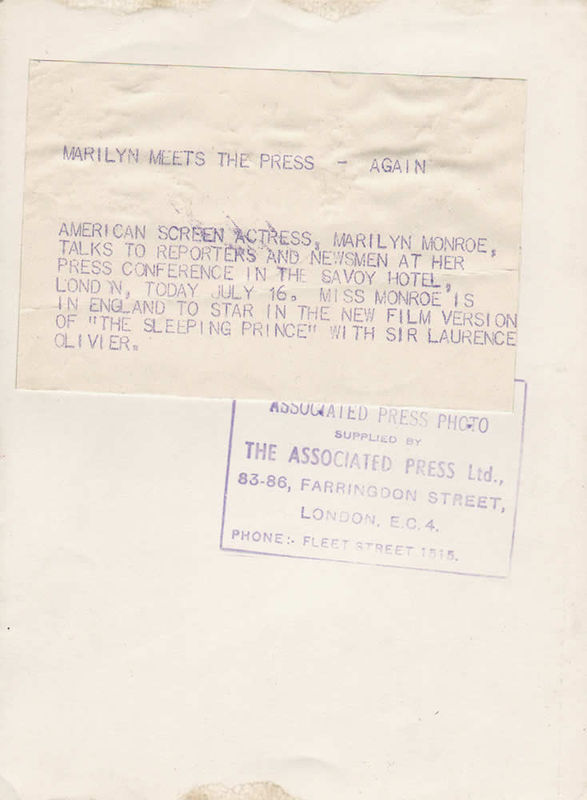 MARILYN MEETS THE PRESS - AGAIN
AMERICAN SCREEN ACTRESS, MARILYN MONROE,
TALKS TO REPORTERS AND NEWSMEN AT HER
PRESS CONFERENCE IN THE SAVOY HOTEL,
LOND'N, TODAY JULY 16. MISS MONROE IS
IN ENGLAND TO STAR IN THE NEW FILM VERSION
OF "THE SLEEPING PRINCE" WITH SIR LAURENCE
OLIVIER.
ASSOCIATED PRESS PHOTO
SUPPLIED BY
THE ASSOCIATED PRESS Ltd.,
83-86, FARRINGDON STREET,
LONDON, E.C.4.
PHONE:- FLEET STREET 1515.